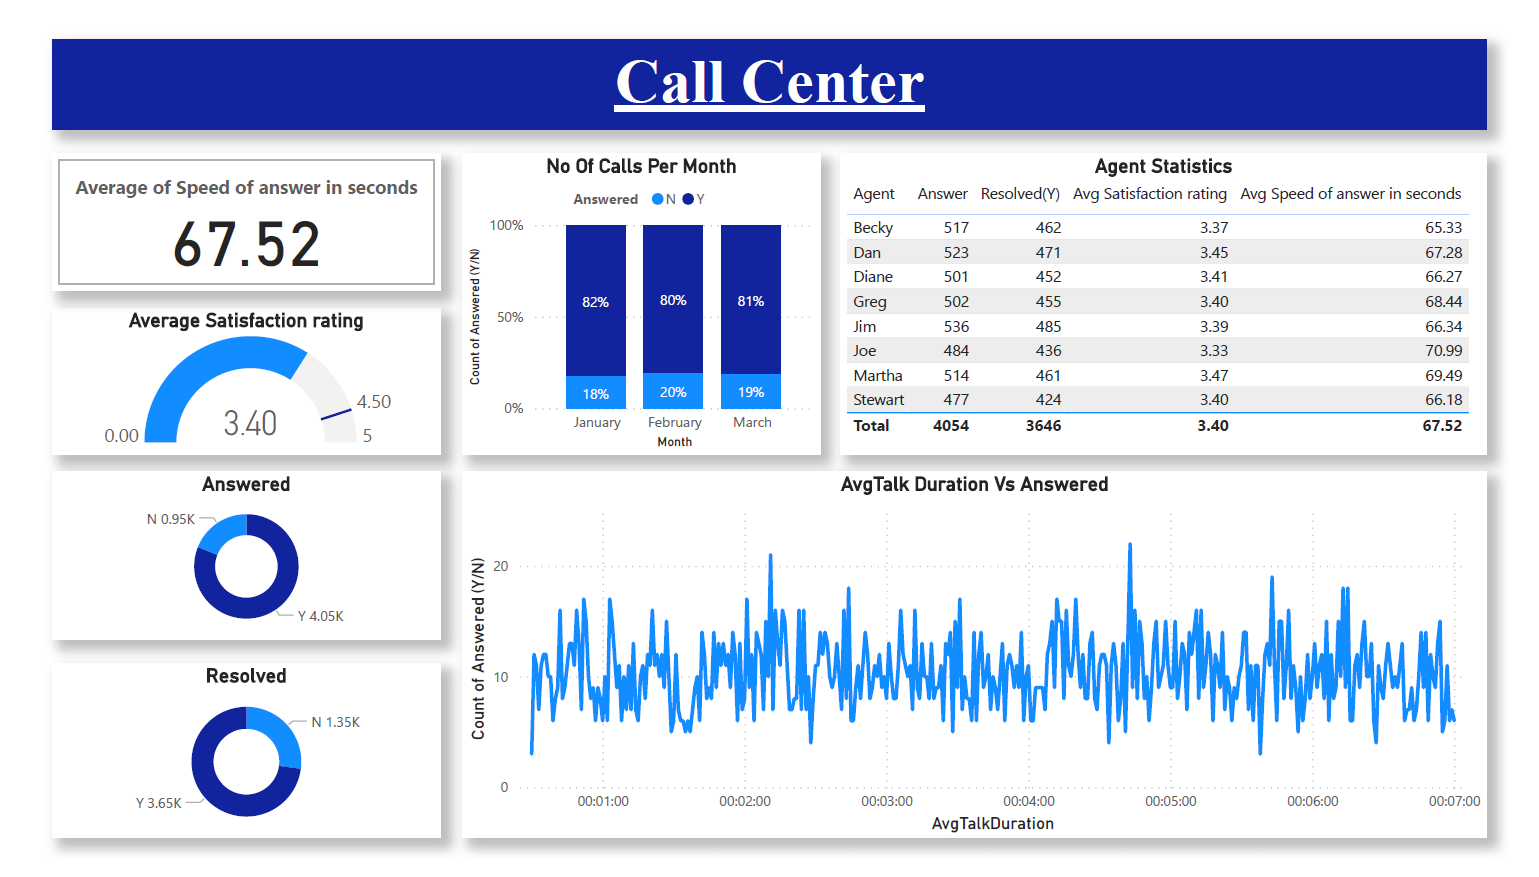 Call Center
Average of Speed of answer in seconds
67.52
Average Satisfaction rating
0.00
3.40
4.50
5
Answered
N 0.95K
Y 4.05K
Resolved
N 1.35K
Y 3.65K
No Of Calls Per Month
Answered N Y
Count of Answered (Y/N)
100%
50%
0%
82% 80% 81%
18% 20% 19%
January February March
Month
Agent Statistics
Agent Answer Resolved(Y) Avg Satisfaction rating Avg Speed of answer in seconds
Becky 517 462 3.37 65.33
Dan 523 471 3.45 67.28
Diane 501 452 3.41 66.27
Greg 502 455 3.40 68.44
Jim 536 485 3.39 66.34
Joe 484 436 3.33 70.99
Martha 514 461 3.47 69.49
Stewart 477 424 3.40 66.18
Total 4054 3646 3.40 67.52
AvgTalk Duration Vs Answered
Count of Answered (Y/N)
20
10
0
00:01:00 00:02:00 00:03:00 00:04:00 00:05:00 00:06:00 00:07:00
AvgTalkDuration